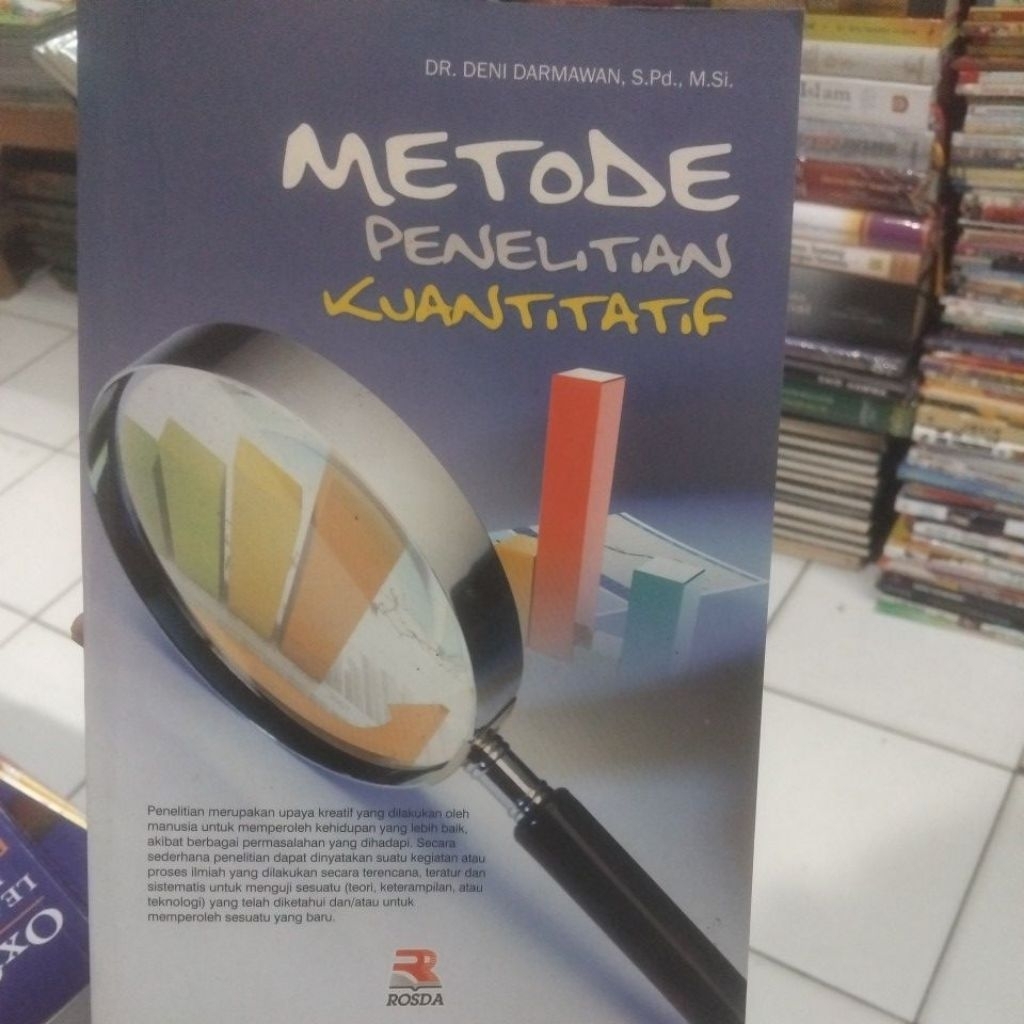 DR. DENI DARMAWAN, S.Pd., M.Si.
METODE
PENELITIAN
KUANTITATIF
Penelitian merupakan upaya kreatif yang dilakukan oleh
manusia untuk memperoleh kehidupan yang lebih baik,
akibat berbagai permasalahan yang dihadapi. Secara
sederhana penelitian dapat dinyatakan suatu kegiatan atau
proses ilmiah yang dilakukan secara terencana, teratur dan
sistematis untuk menguji sesuatu (teori, keterampilan, atau
teknologi) yang telah diketahui dan/atau untuk
memperoleh sesuatu yang baru.
ROSDA
Islam